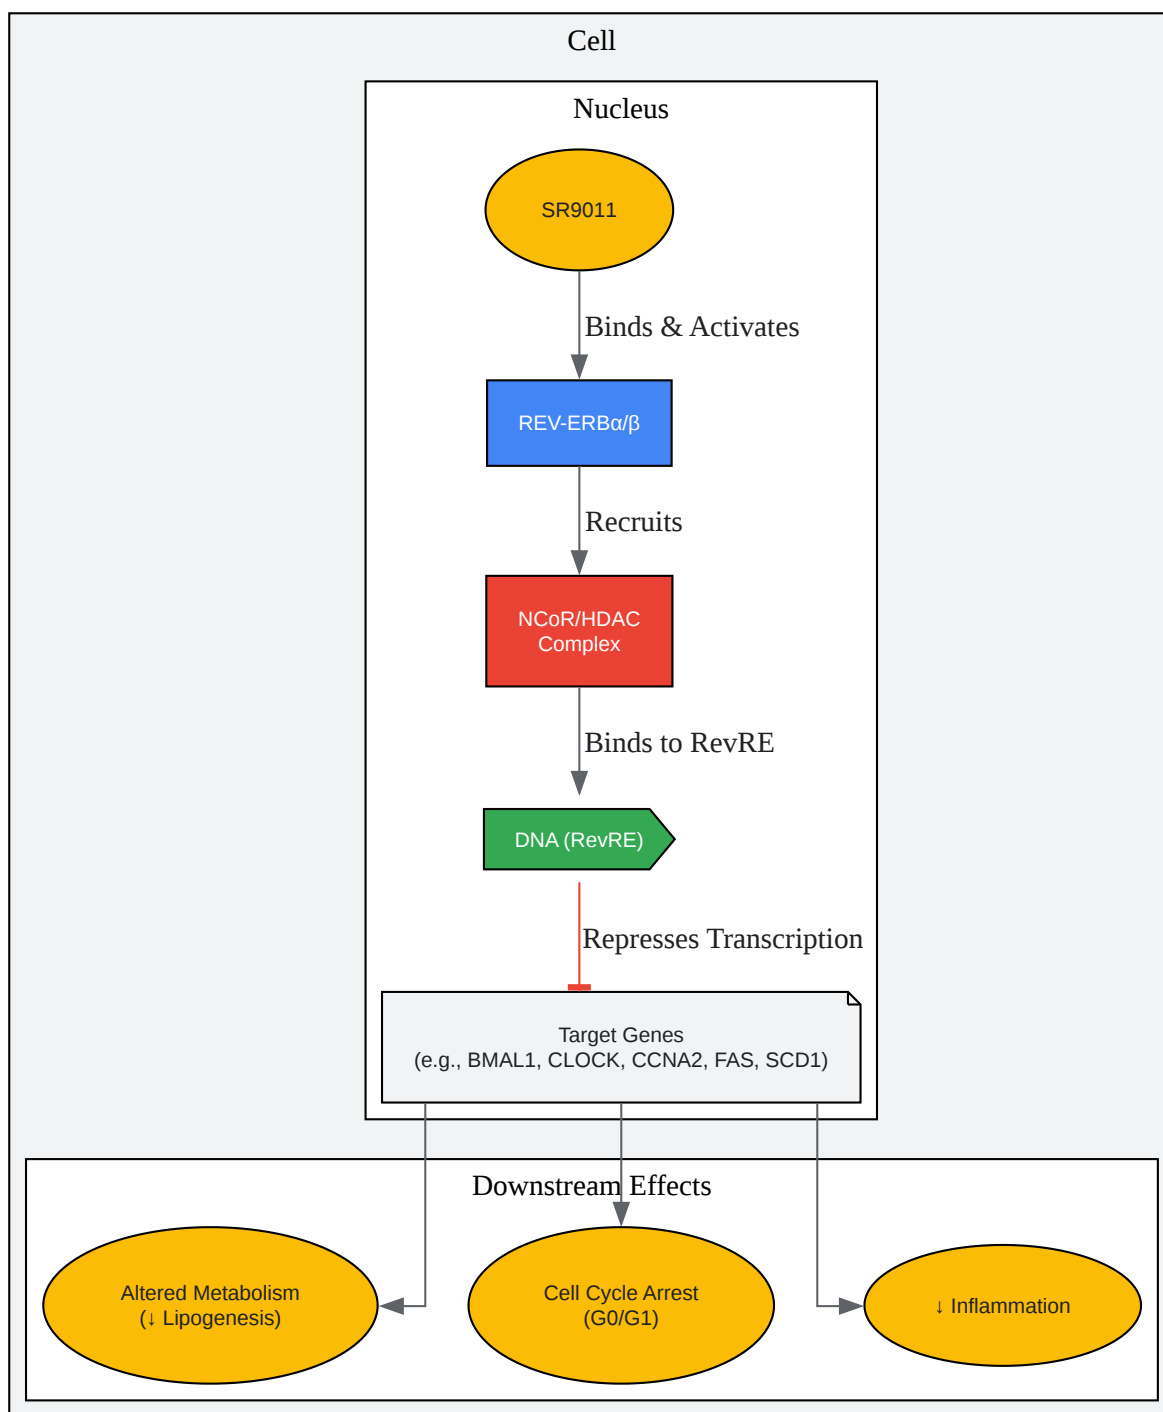 Cell
Nucleus
SR9011
Binds & Activates
REV-ERBα/β
Recruits
NCoR/HDAC
Complex
Binds to RevRE
DNA (RevRE)
Represses Transcription
Target Genes
(e.g., BMAL1, CLOCK, CCNA2, FAS, SCD1)
Downstream Effects
Altered Metabolism
(↓ Lipogenesis)
Cell Cycle Arrest
(G0/G1)
↓ Inflammation